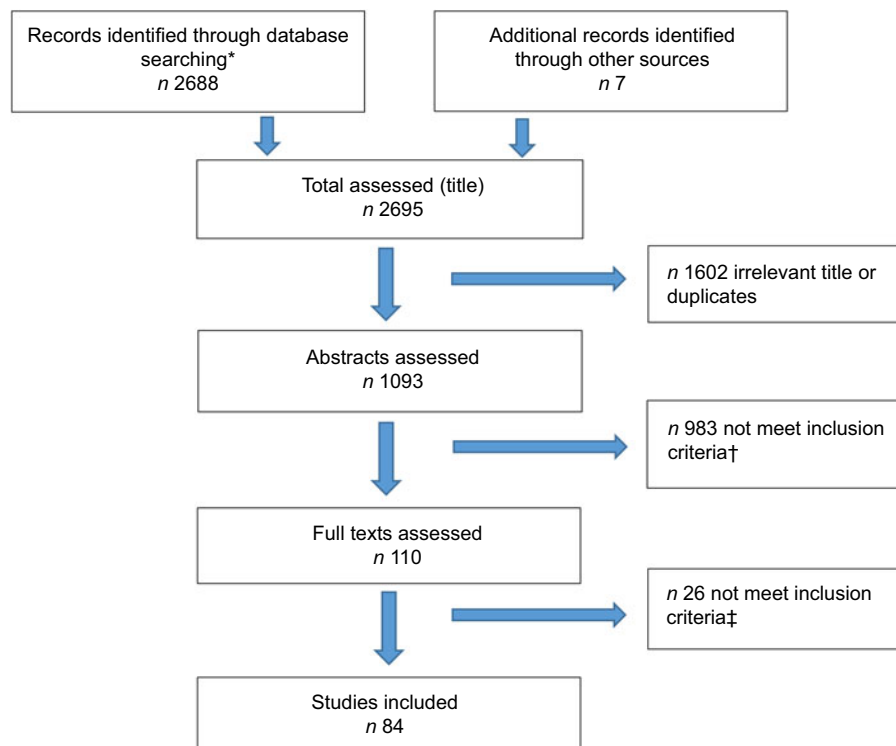 Records identified through database
searching*
n 2688
Additional records identified
through other sources
n 7
Total assessed (title)
n 2695
n 1602 irrelevant title or
duplicates
Abstracts assessed
n 1093
n 983 not meet inclusion
criteria†
Full texts assessed
n 110
n 26 not meet inclusion
criteria‡
Studies included
n 84